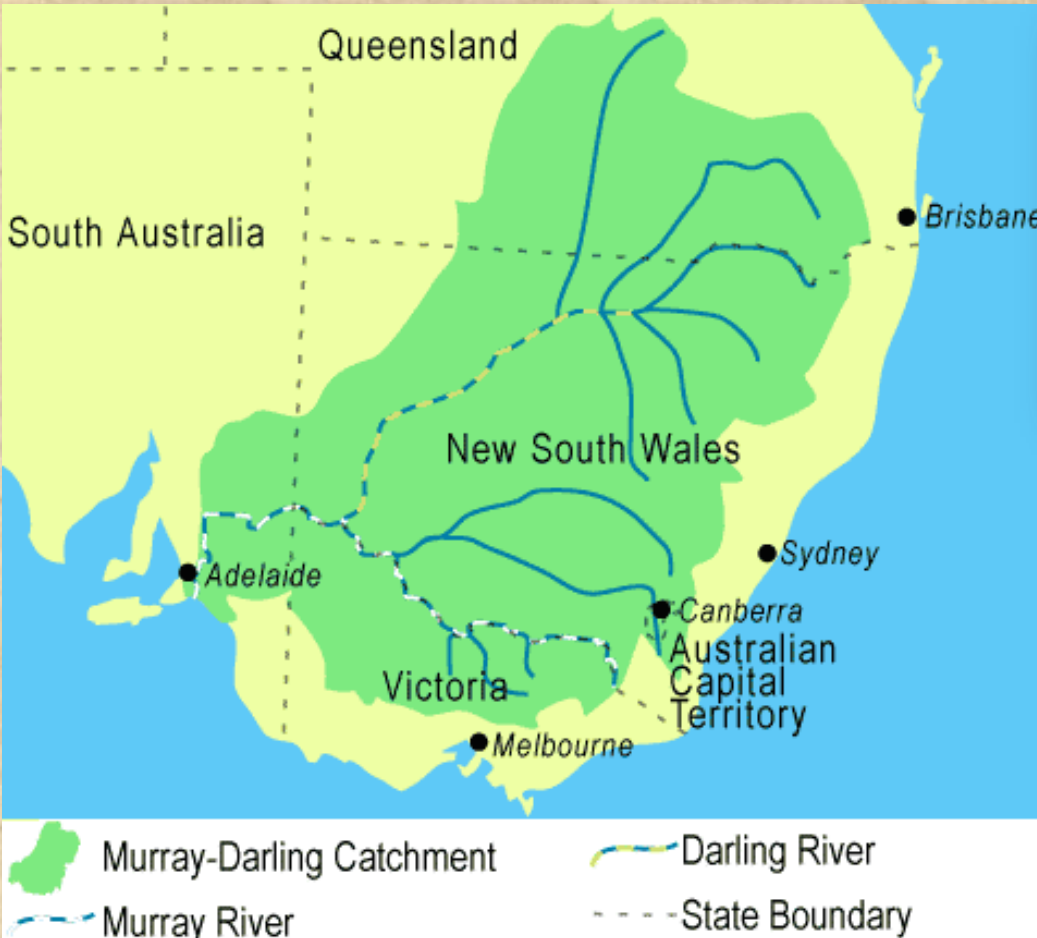 Queensland
South Australia
Brisbane
New South Wales
Sydney
Adelaide
Canberra
Australian
Capital
Territory
Victoria
Melbourne
Murray-Darling Catchment
Darling River
Murray River
State Boundary